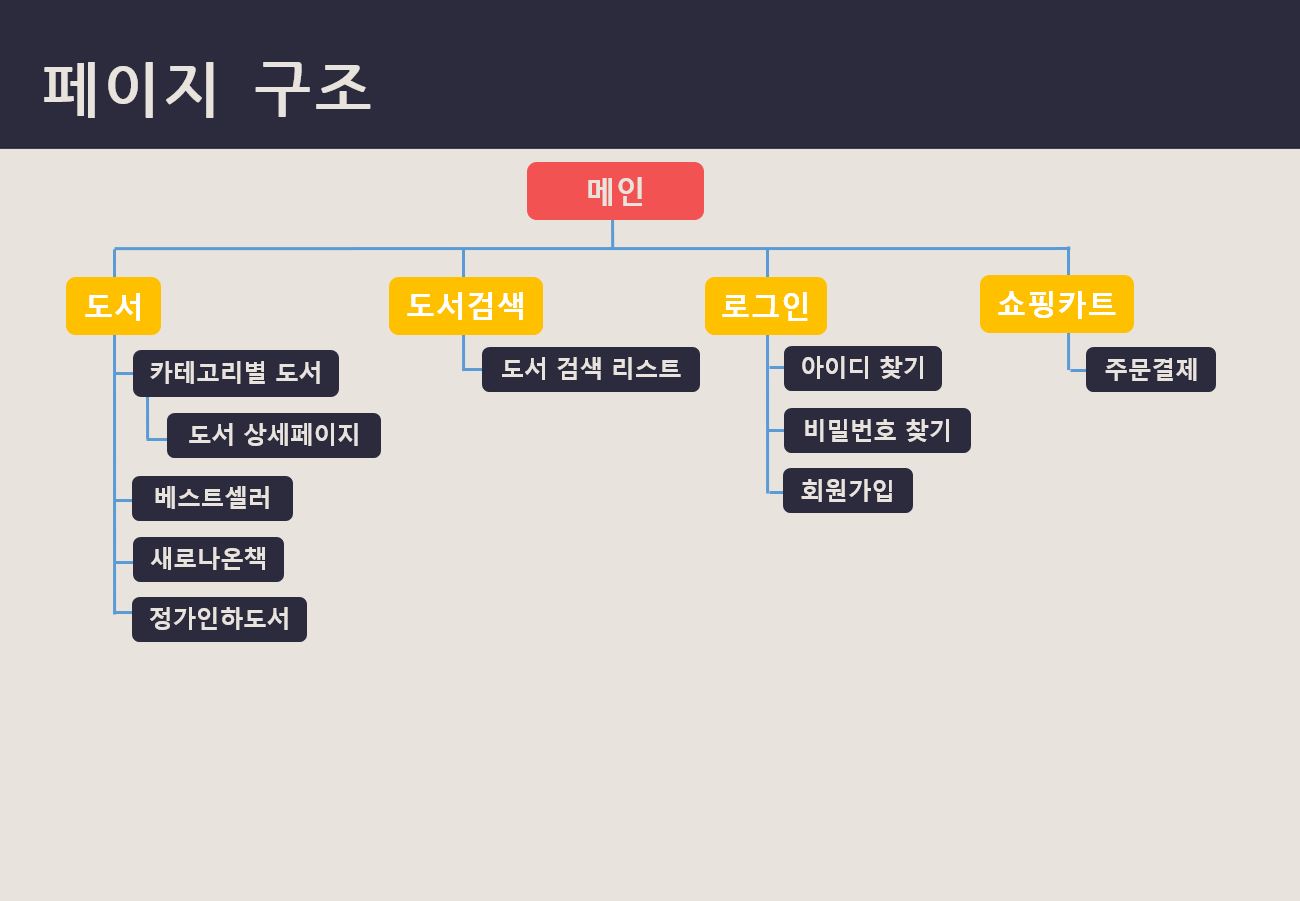 페이지 구조
메인
도서
도서검색
로그인
쇼핑카트
카테고리별 도서
도서 상세페이지
베스트셀러
새로나온책
정가인하도서
도서 검색 리스트
아이디 찾기
비밀번호 찾기
회원가입
주문결제